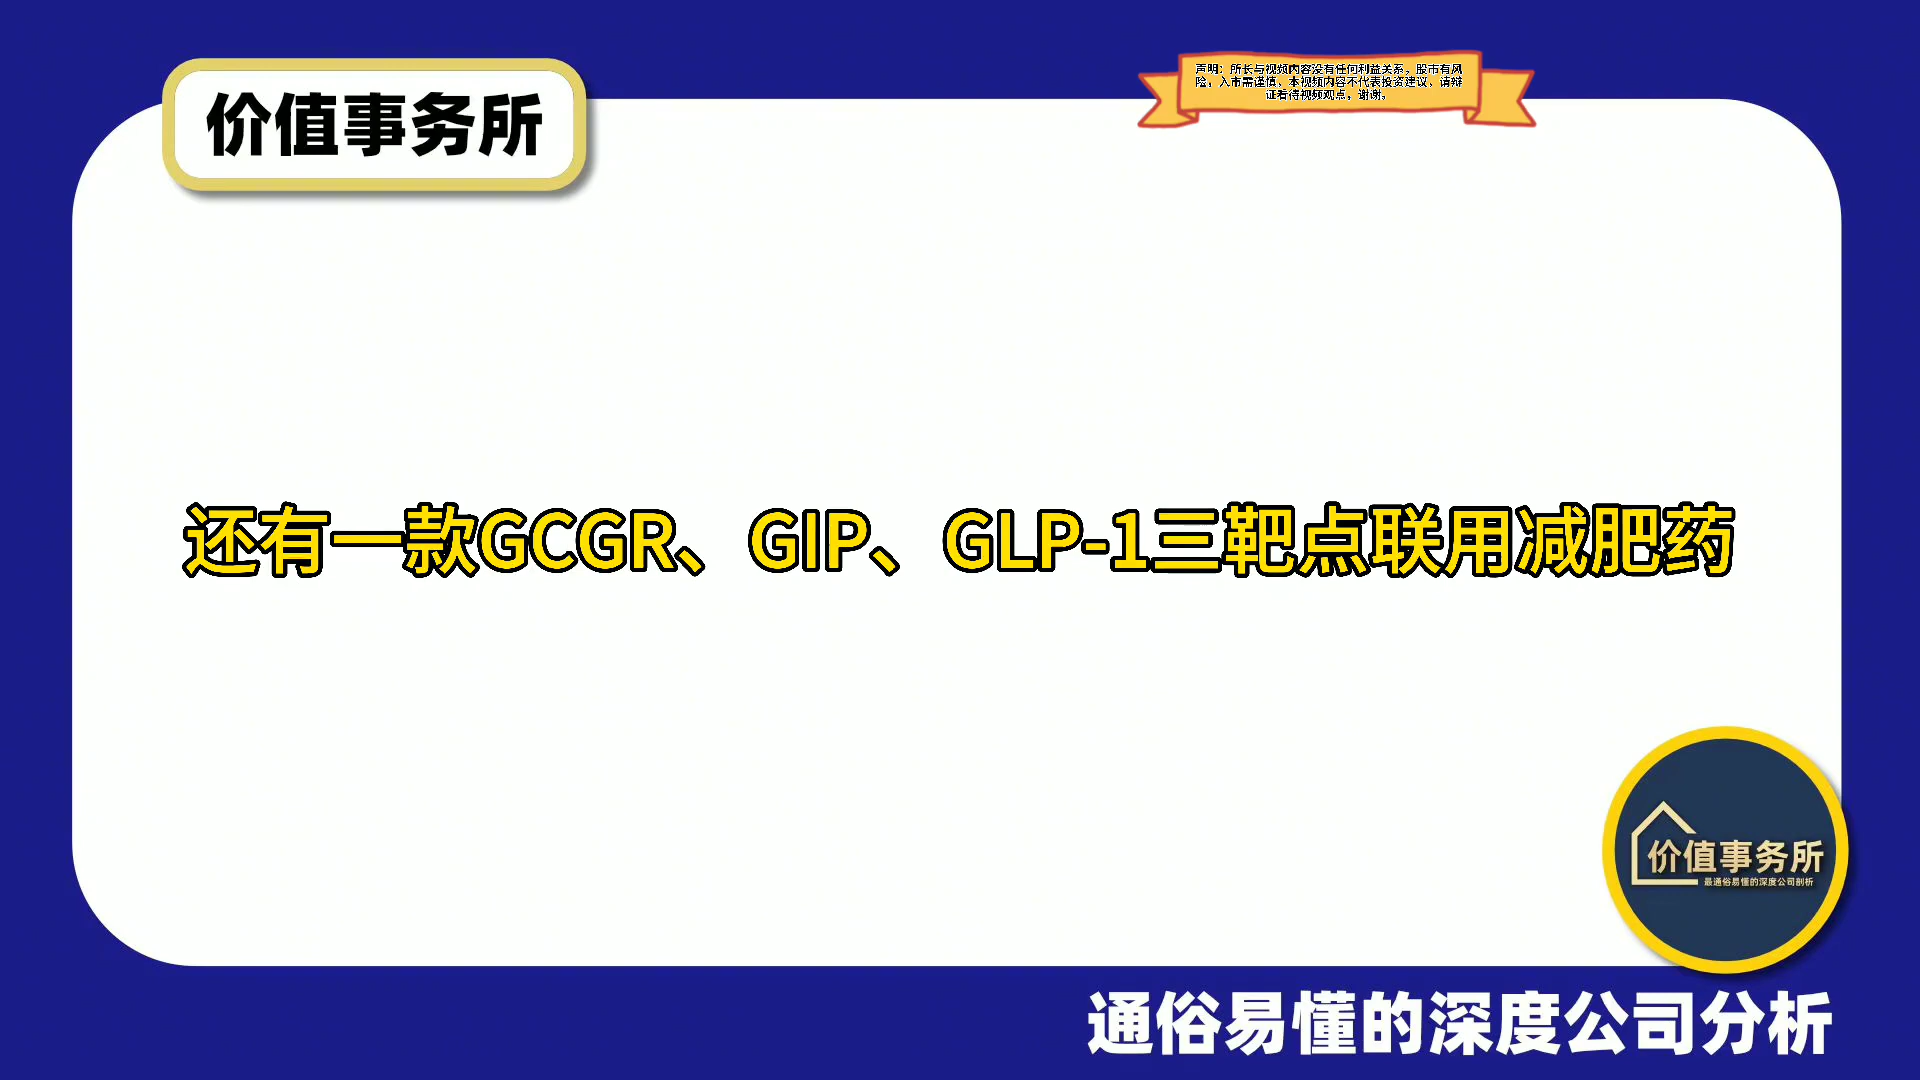 价值事务所
声明：所长与视频内容没有任何利益关系，股市有风
险，入市需谨慎，本视频内容不代表投资建议，请辩
证看待视频观点，谢谢。
还有一款GCGR、GIP、GLP-1三靶点联用减肥药
价值事务所
最通俗易懂的深度公司剖析
通俗易懂的深度公司分析